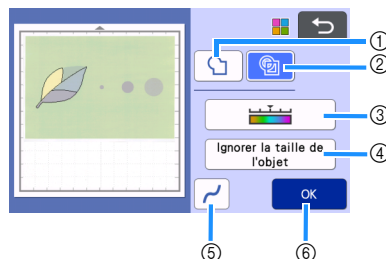 ①
②
③
Ignorer la taille de
l'objet
④
OK
⑤
⑥